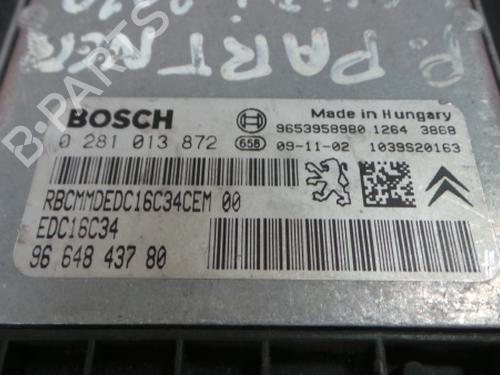 P. PARTNER
BOSCH
Made in Hungary
0 281 013 872
9653958980 1264 3868
658
09-11-02 1039S20163
RBCMMDEDC16C34CEM 00
EDC16C34
96 648 437 80
B-PARTS